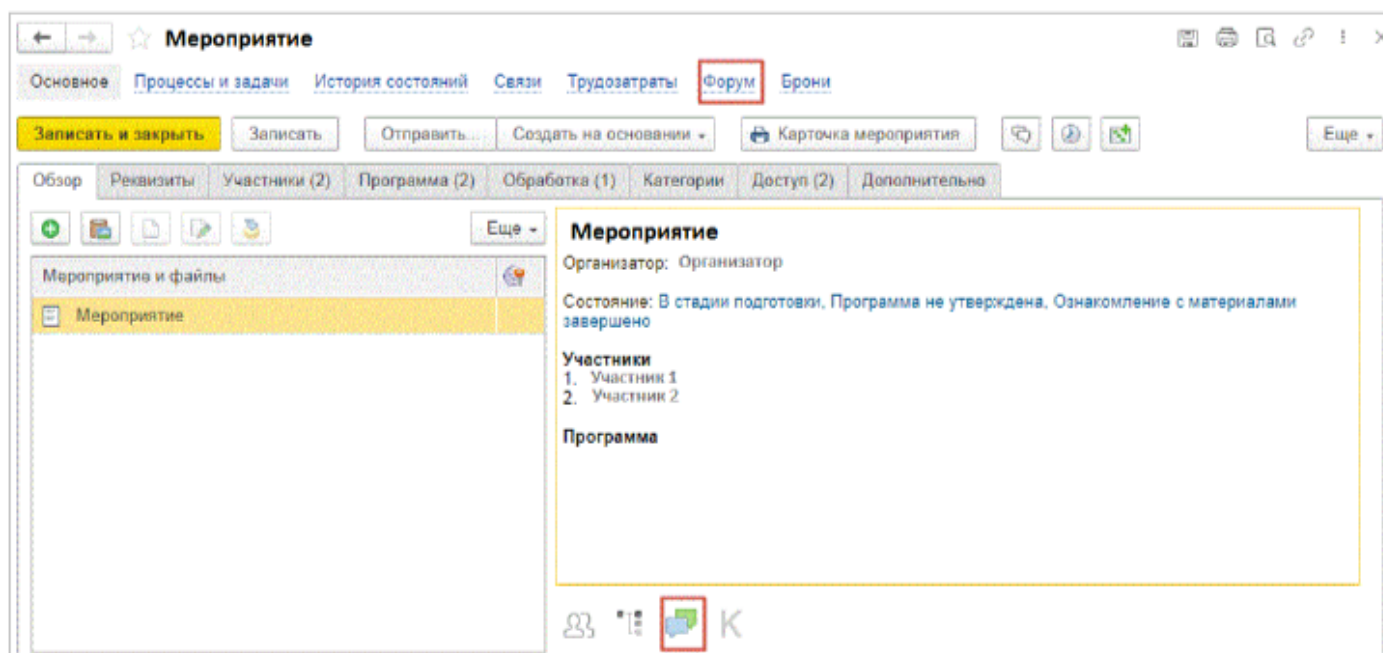 Мероприятие
Основное Процессы и задачи История состояний Связи Трудозатраты Форум Брони
Записать и закрыть Записать Отправить... Создать на основании Карточка мероприятия Еще
Обзор Реквизиты Участники (2) Программа (2) Обработка (1) Категории Доступ (2) Дополнительно
Еще
Мероприятие и файлы
Мероприятие
Мероприятие
Организатор: Организатор
Состояние: В стадии подготовки, Программа не утверждена, Ознакомление с материалами
завершено
Участники
1. Участник 1
2. Участник 2
Программа
K